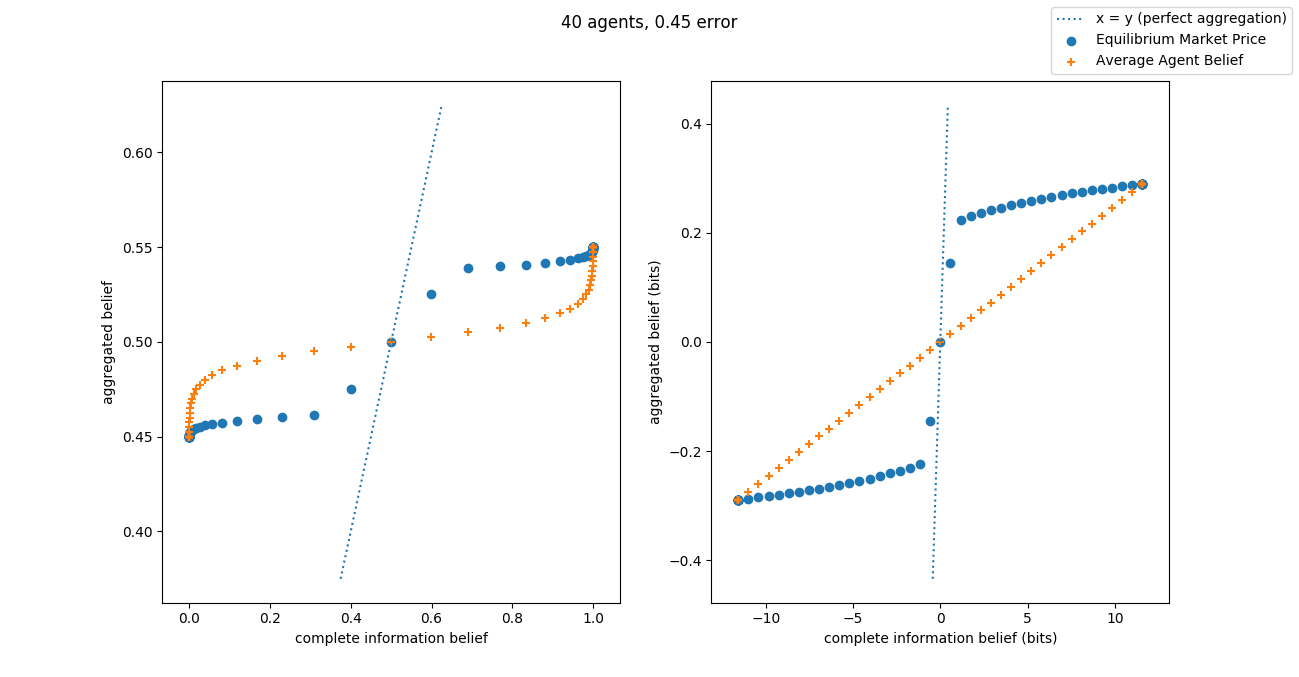 40 agents, 0.45 error
x = y (perfect aggregation)
Equilibrium Market Price
Average Agent Belief
aggregated belief
0.60
0.55
0.50
0.45
0.40
0.0 0.2 0.4 0.6 0.8 1.0
complete information belief
aggregated belief (bits)
0.4
0.2
0.0
−0.2
−0.4
−10 −5 0 5 10
complete information belief (bits)